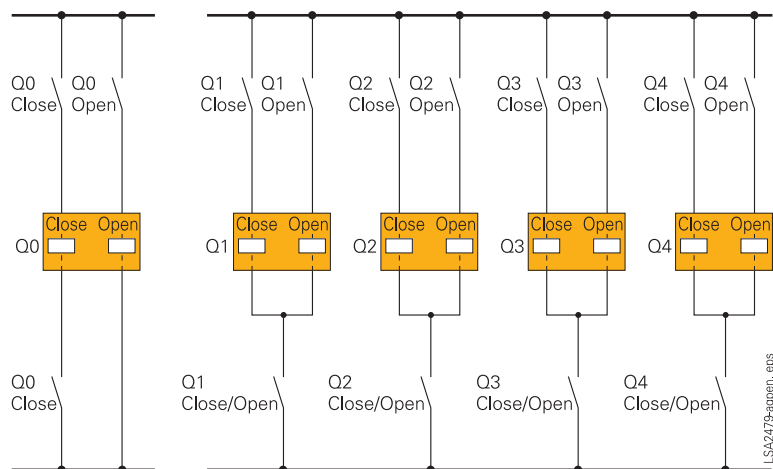 Q0 Q0 Q1 Q1 Q2 Q2 Q3 Q3 Q4 Q4
Close Open Close Open Close Open Close Open Close Open
Close Open Close Open Close Open Close Open Close Open
Q0 Q1 Q2 Q3 Q4
Q0 Q1 Q2 Q3 Q4
Close Close/Open Close/Open Close/Open Close/Open
LSA2479-agpen. eps